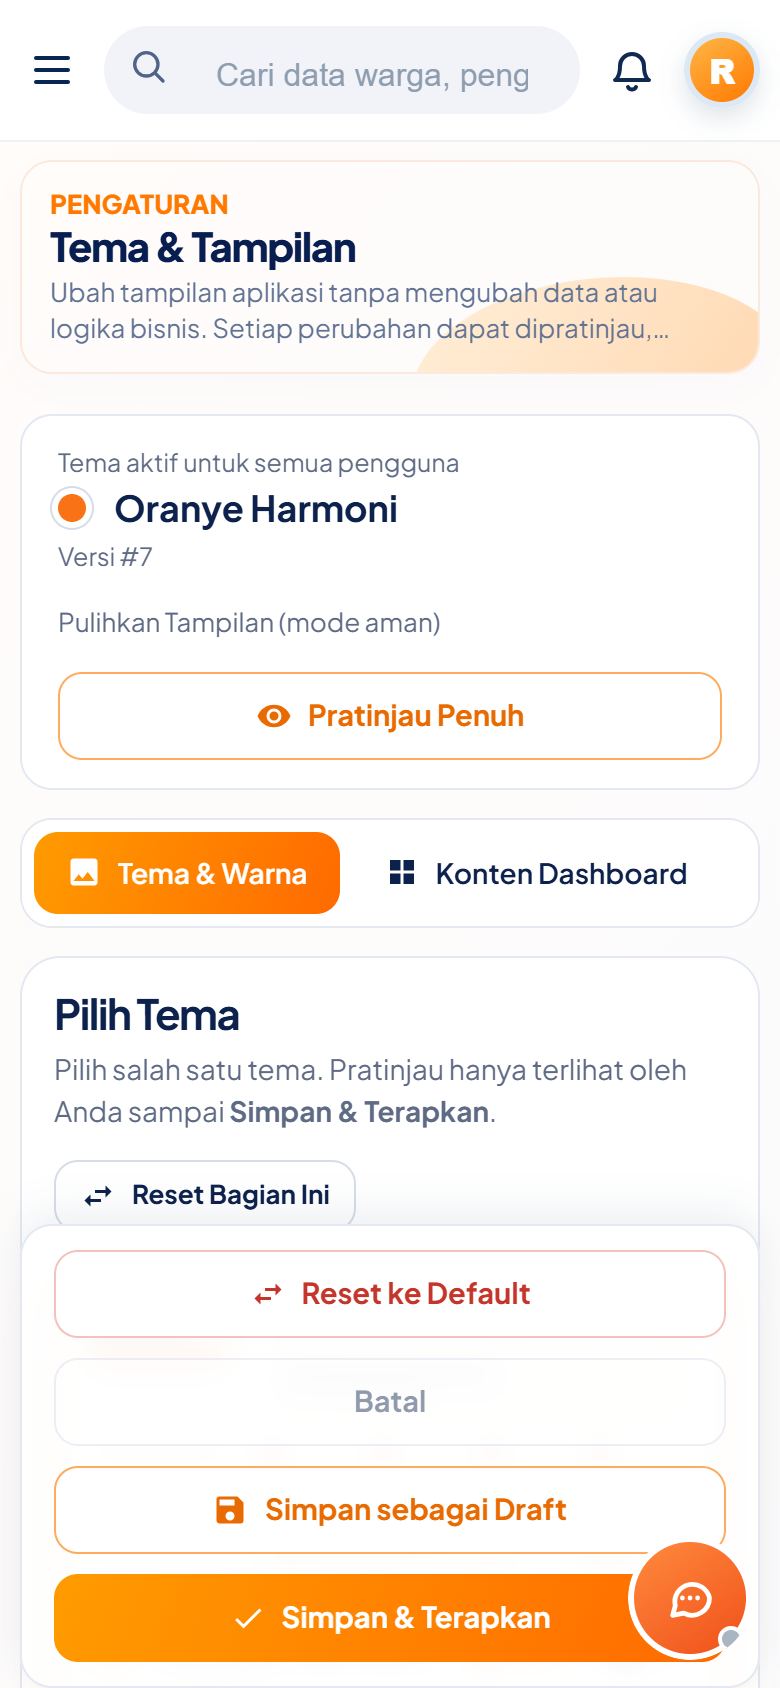 Cari data warga, peng
R
PENGATURAN
Tema & Tampilan
Ubah tampilan aplikasi tanpa mengubah data atau
logika bisnis. Setiap perubahan dapat dipratinjau,...
Tema aktif untuk semua pengguna
Oranye Harmoni
Versi #7
Pulihkan Tampilan (mode aman)
Pratinjau Penuh
Tema & Warna
Konten Dashboard
Pilih Tema
Pilih salah satu tema. Pratinjau hanya terlihat oleh
Anda sampai Simpan & Terapkan.
Reset Bagian Ini
Reset ke Default
Batal
Simpan sebagai Draft
Simpan & Terapkan